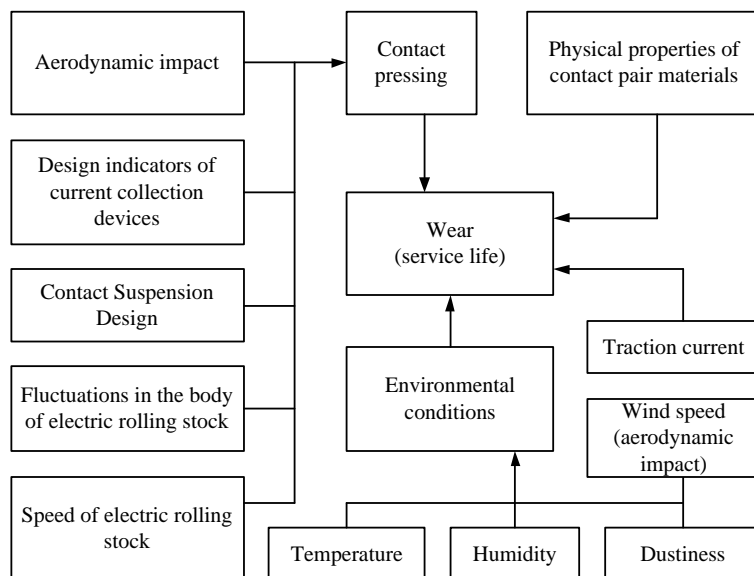 Aerodynamic impact
Contact
pressing
Physical properties of
contact pair materials
Design indicators of
current collection
devices
Wear
(service life)
Contact Suspension
Design
Traction current
Fluctuations in the body
of electric rolling stock
Environmental
conditions
Wind speed
(aerodynamic
impact)
Speed of electric rolling
stock
Temperature
Humidity
Dustiness